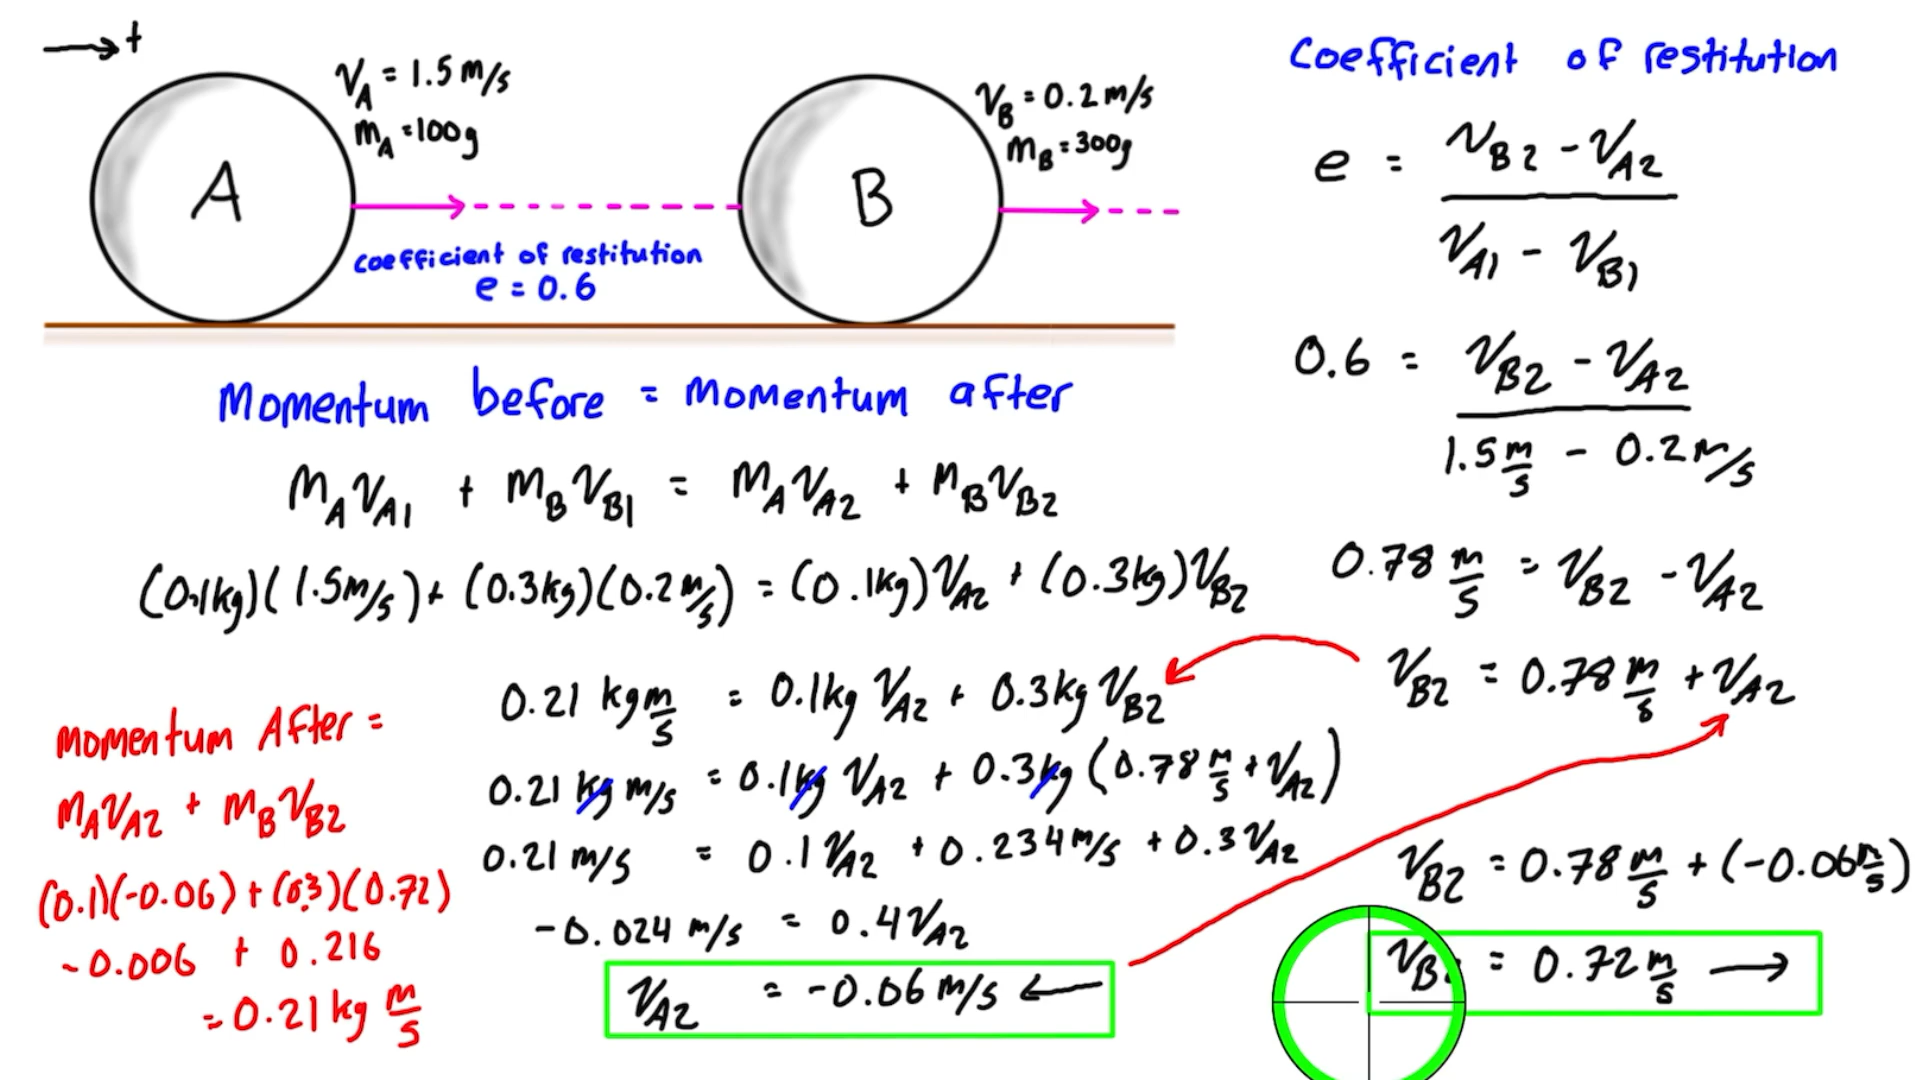 → +
V_A = 1.5 m/s
m_A = 100g
V_B = 0.2 m/s
m_B = 300g
A
B
coefficient of restitution
e = 0.6
Momentum before = Momentum after
m_A V_A1 + m_B V_B1 = m_A V_A2 + m_B V_B2
(0.1kg)(1.5m/s) + (0.3kg)(0.2 m/s) = (0.1kg)V_A2 + (0.3kg)V_B2
0.21 kg m/s = 0.1kg V_A2 + 0.3kg V_B2
0.21 kg m/s = 0.1kg V_A2 + 0.3kg (0.78 m/s + V_A2)
0.21 m/s = 0.1 V_A2 + 0.234 m/s + 0.3 V_A2
-0.024 m/s = 0.4 V_A2
V_A2 = -0.06 m/s ←
Momentum After =
m_A V_A2 + m_B V_B2
(0.1)(-0.06) + (0.3)(0.72)
-0.006 + 0.216
= 0.21 kg m/s
Coefficient of restitution
e = (V_B2 - V_A2) / (V_A1 - V_B1)
0.6 = (V_B2 - V_A2) / (1.5 m/s - 0.2 m/s)
0.78 m/s = V_B2 - V_A2
V_B2 = 0.78 m/s + V_A2
V_B2 = 0.78 m/s + (-0.06 m/s)
V_B2 = 0.72 m/s →